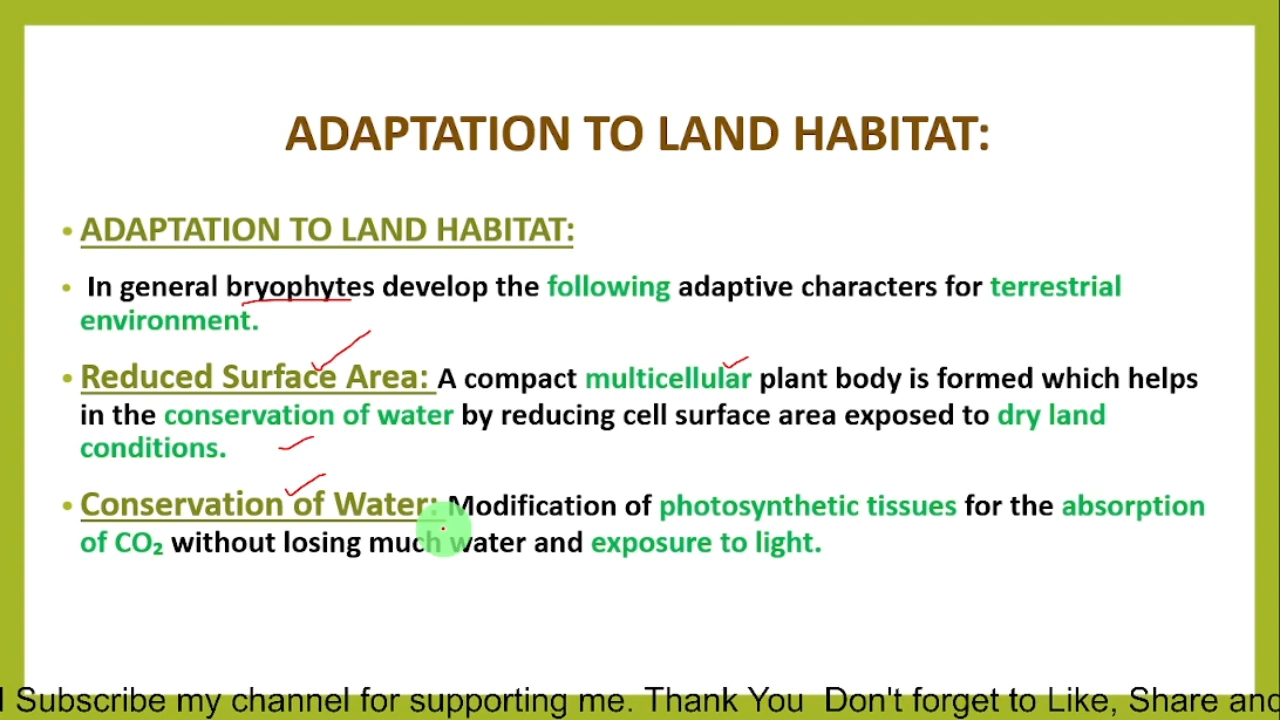 ADAPTATION TO LAND HABITAT:
• ADAPTATION TO LAND HABITAT:
• In general bryophytes develop the following adaptive characters for terrestrial
environment.
• Reduced Surface Area: A compact multicellular plant body is formed which helps
in the conservation of water by reducing cell surface area exposed to dry land
conditions.
• Conservation of Water: Modification of photosynthetic tissues for the absorption
of CO₂ without losing much water and exposure to light.
Subscribe my channel for supporting me. Thank You Don't forget to Like, Share and